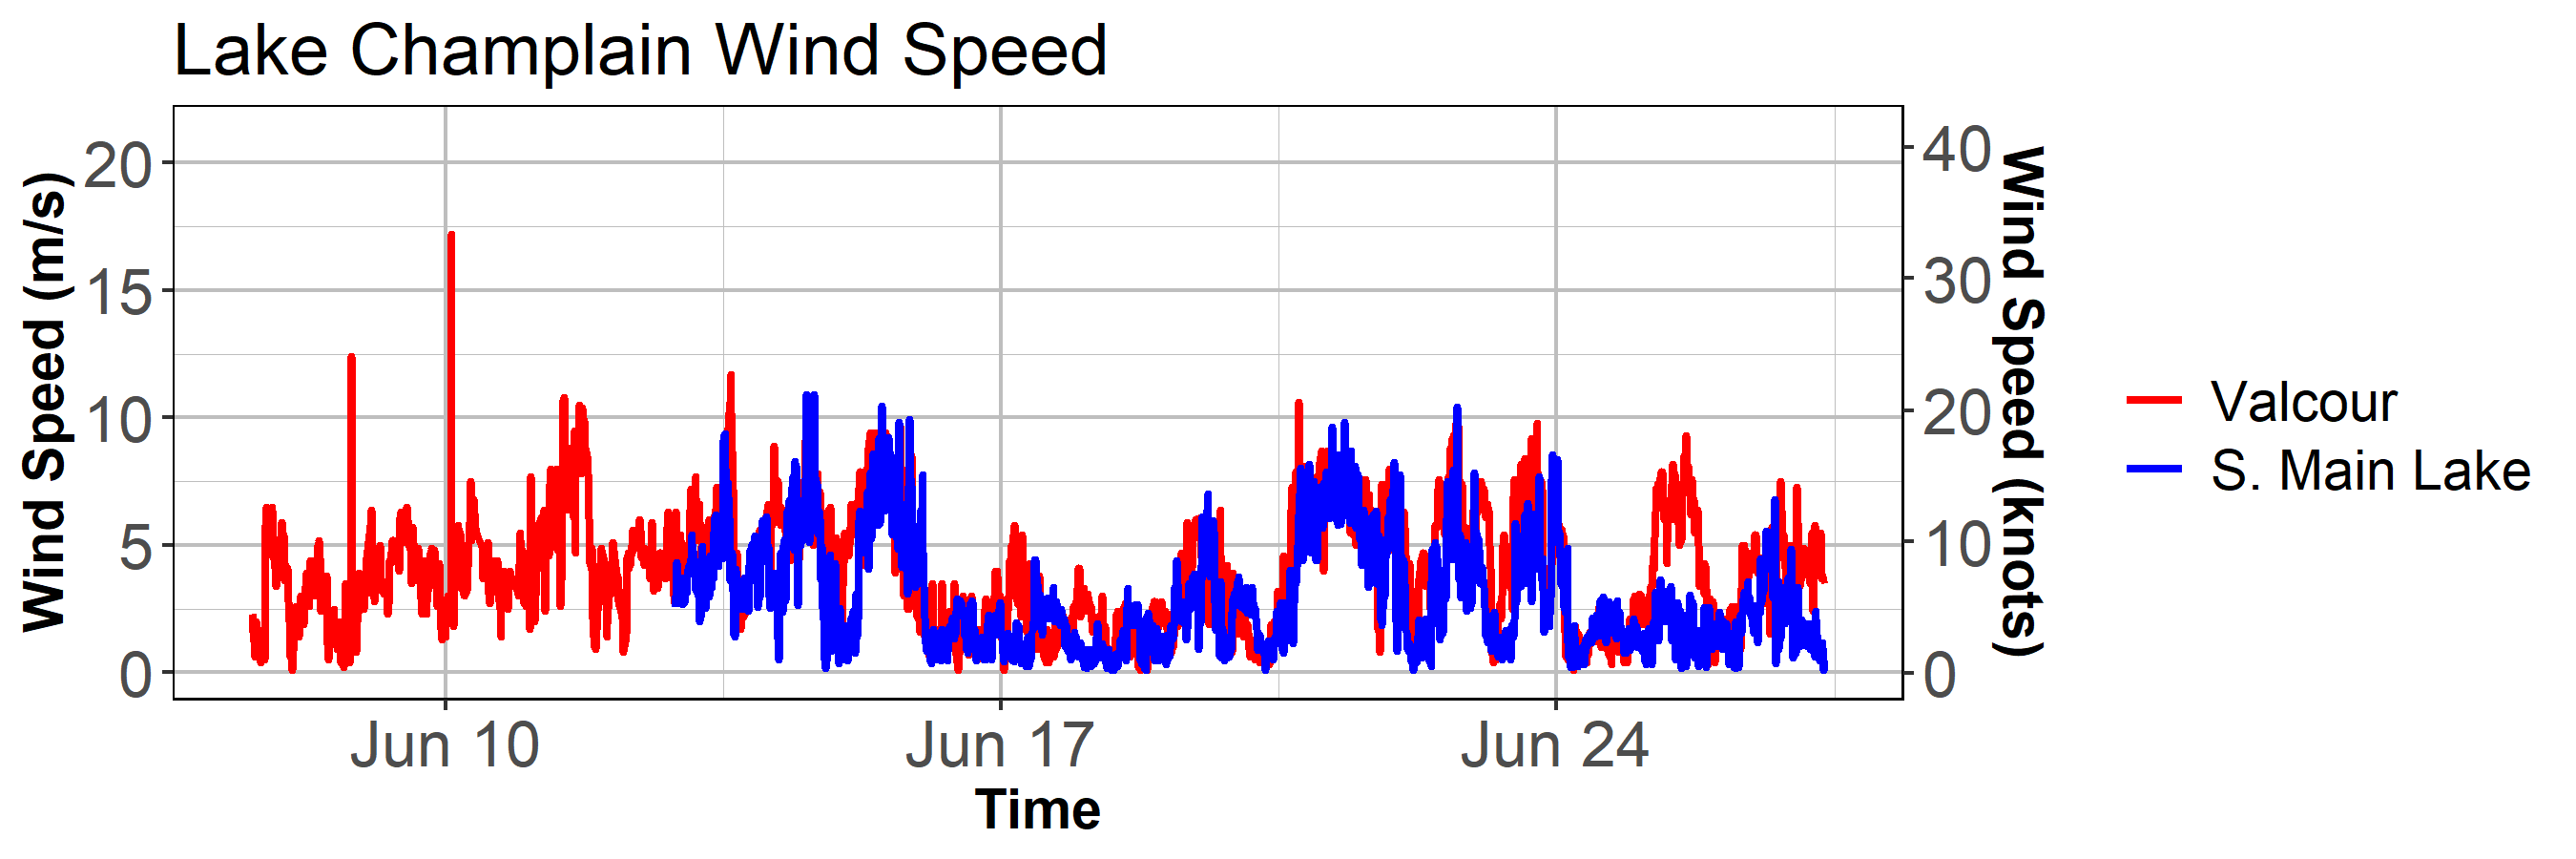 Lake Champlain Wind Speed
Wind Speed (m/s)
20
15
10
5
0
40
30
20
10
0
Wind Speed (knots)
Jun 10
Jun 17
Jun 24
Time
Valcour
S. Main Lake